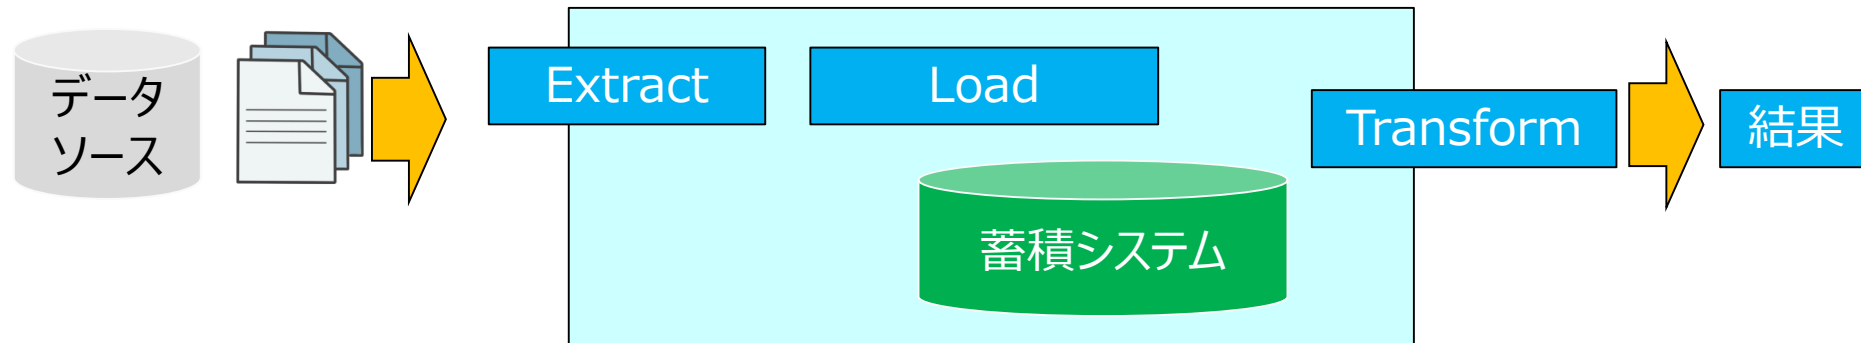 データ
ソース
Extract
Load
Transform
結果
蓄積システム